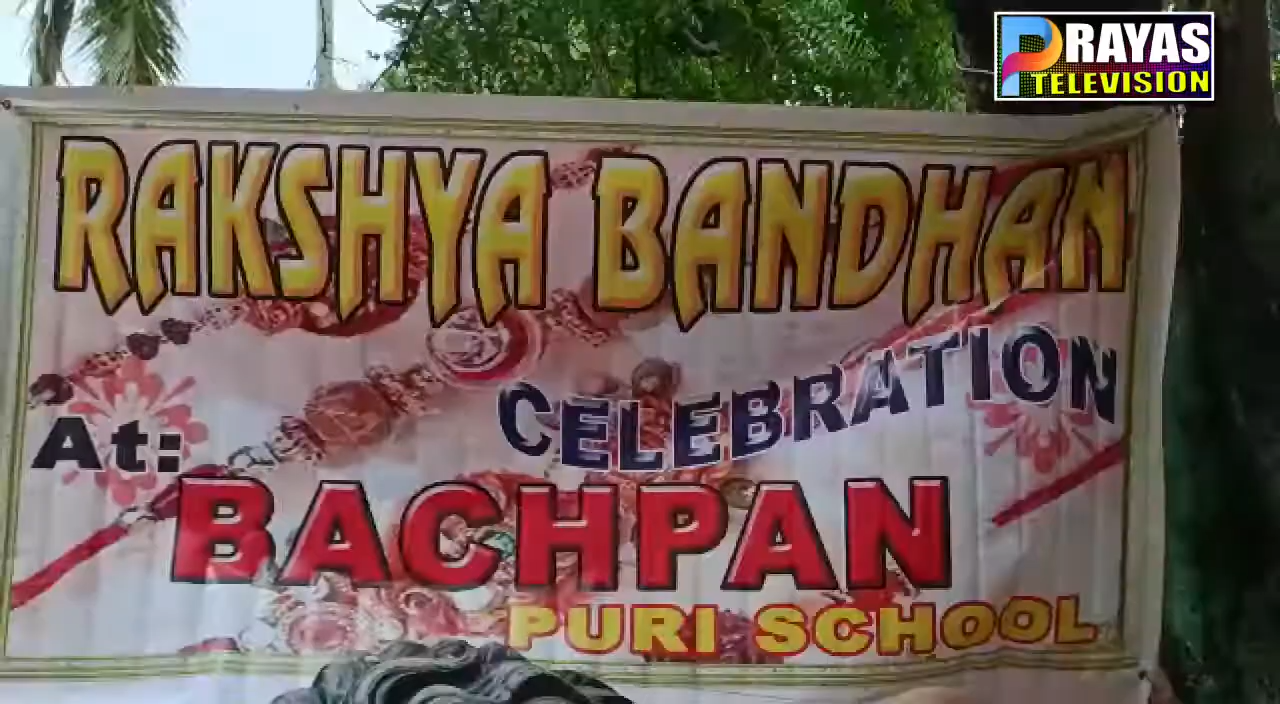 PRAYAS
TELEVISION
RAKSHYA BANDHAN
CELEBRATION
At:
BACHPAN
PURI SCHOOL